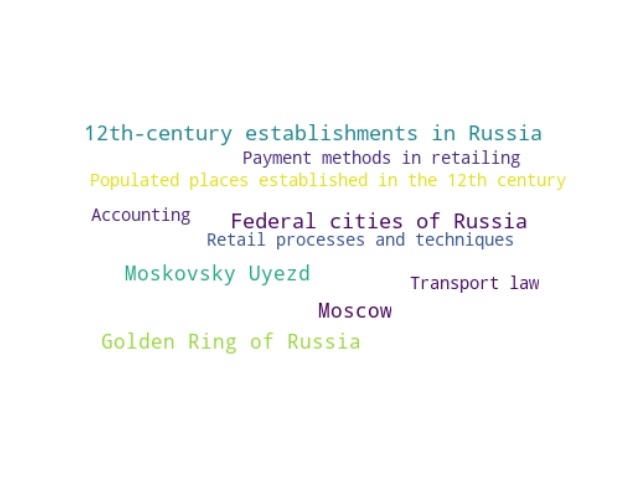 12th-century establishments in Russia
Payment methods in retailing
Populated places established in the 12th century
Accounting
Federal cities of Russia
Retail processes and techniques
Moskovsky Uyezd
Transport law
Moscow
Golden Ring of Russia